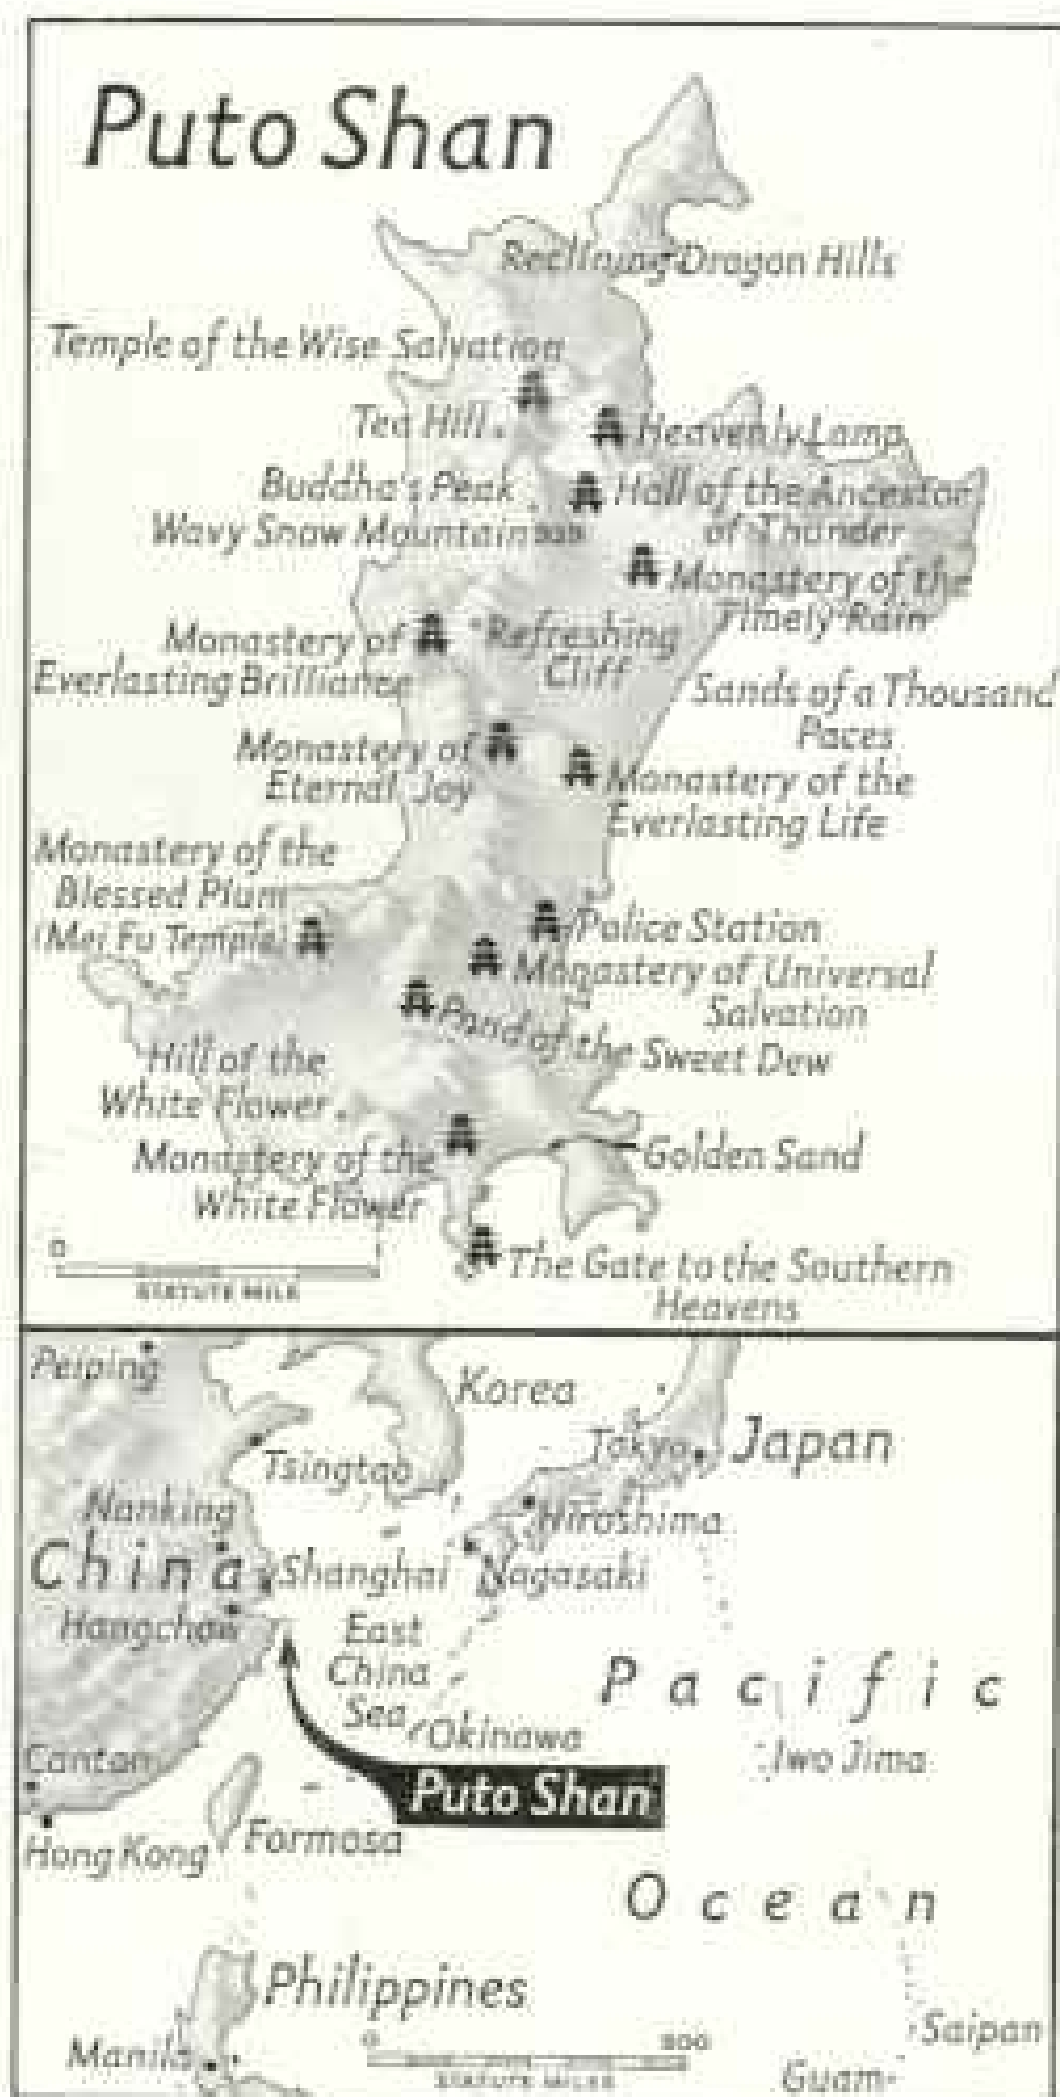 Puto Shan
Reclining Dragon Hills
Temple of the Wise Salvation
Tea Hill
Heavenly Lamp
Buddha's Peak
Hall of the Ancestor
of Thunder
Wavy Snow Mountain
Monastery of the
Timely Rain
Monastery of
Everlasting Brilliance
Refreshing
Cliff
Sands of a Thousand
Paces
Monastery of
Eternal Joy
Monastery of the
Everlasting Life
Monastery of the
Blessed Plum
(Mei Fu Temple)
Police Station
Monastery of Universal
Salvation
Pond of the Sweet Dew
Hill of the
White Flower
Monastery of the
White Flower
Golden Sand
0
STATUTE MILE
The Gate to the Southern
Heavens
Peiping
Korea
Tokyo
Japan
Tsingtao
Nanking
Hiroshima
China
Shanghai
Nagasaki
Hangchow
East
China
Sea
Pacific
Okinawa
Iwo Jima
Canton
Puto Shan
Hong Kong
Formosa
Ocean
Philippines
Saipan
Manila
0
STATUTE MILES
Guam